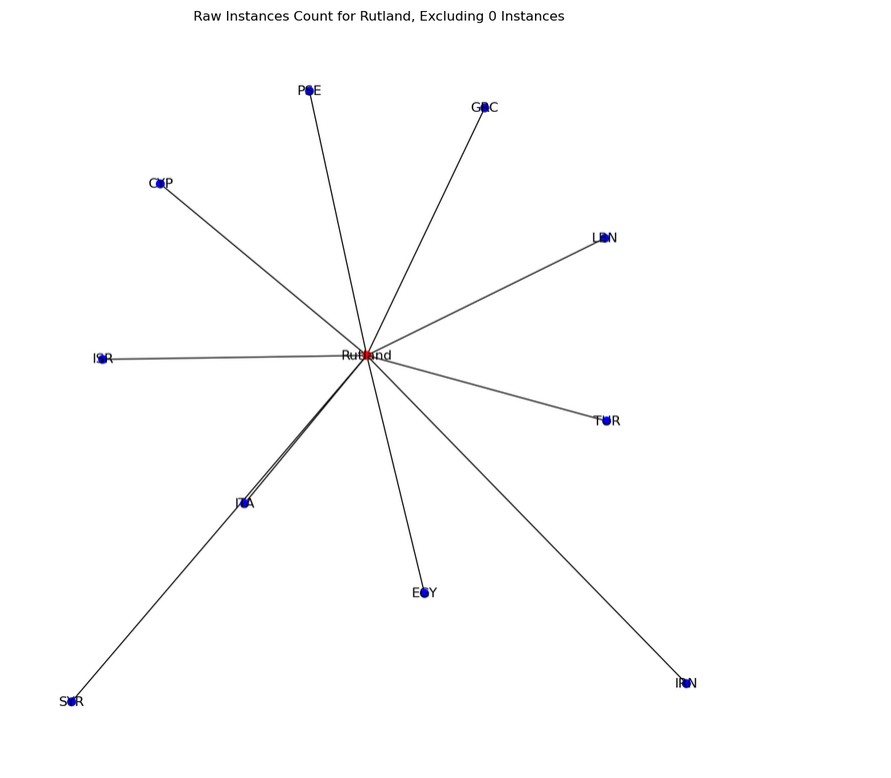 Raw Instances Count for Rutland, Excluding 0 Instances
PSE
GRC
CYP
LBN
Rutland
ISR
TUR
ITA
EGY
IRN
SYR